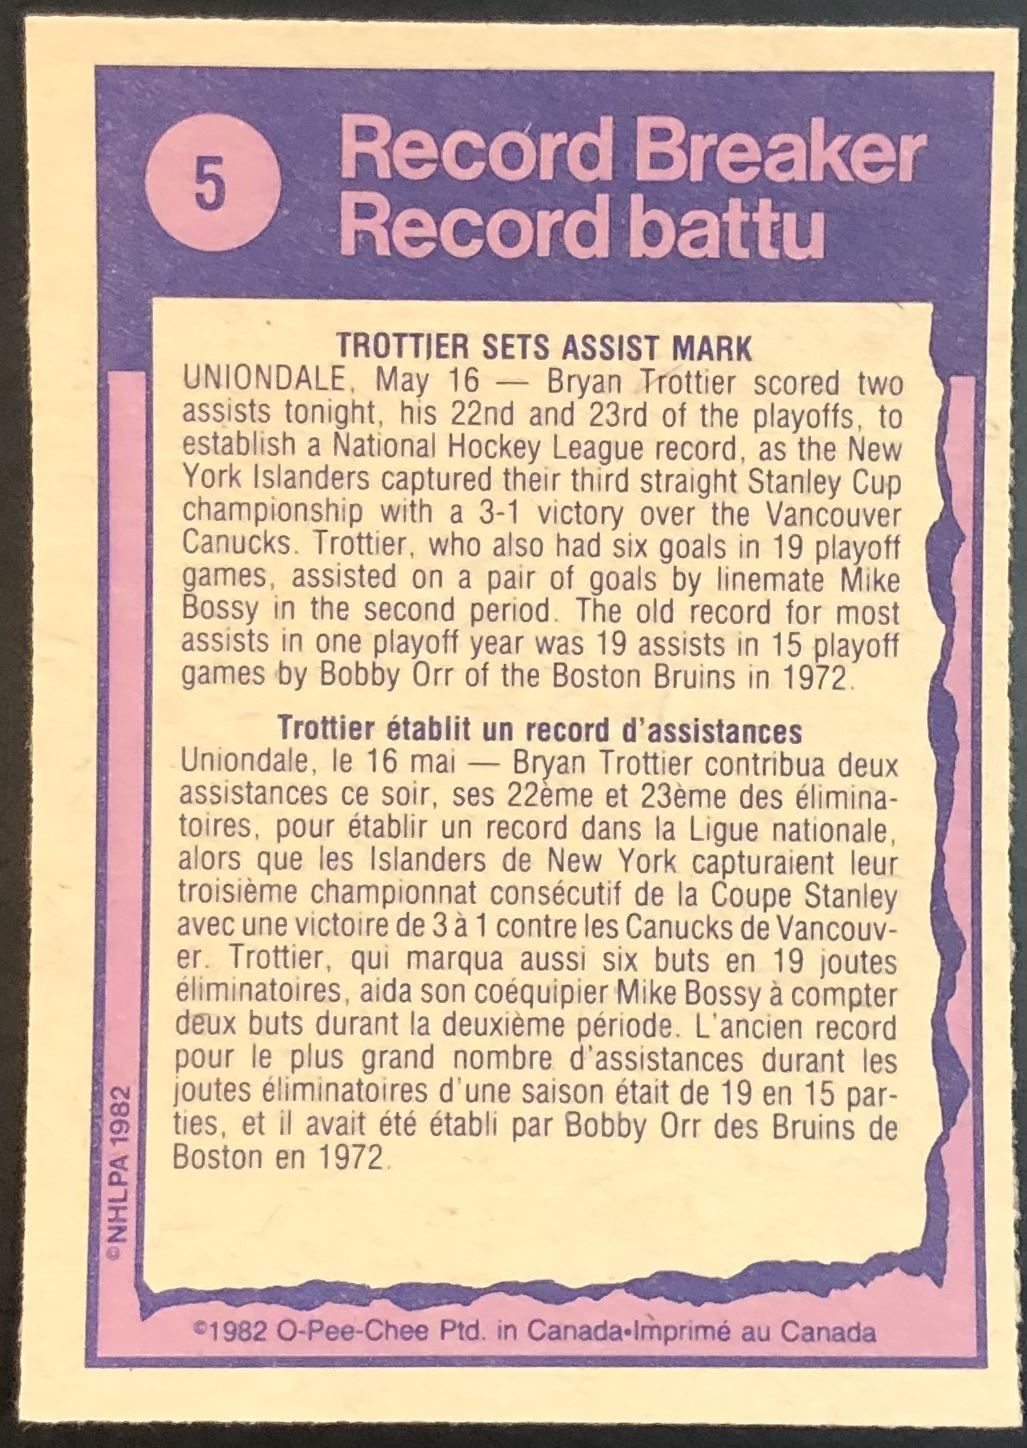 5
Record Breaker
Record battu
TROTTIER SETS ASSIST MARK
UNIONDALE, May 16 — Bryan Trottier scored two
assists tonight, his 22nd and 23rd of the playoffs, to
establish a National Hockey League record, as the New
York Islanders captured their third straight Stanley Cup
championship with a 3-1 victory over the Vancouver
Canucks. Trottier, who also had six goals in 19 playoff
games, assisted on a pair of goals by linemate Mike
Bossy in the second period. The old record for most
assists in one playoff year was 19 assists in 15 playoff
games by Bobby Orr of the Boston Bruins in 1972.
Trottier établit un record d'assistances
Uniondale, le 16 mai — Bryan Trottier contribua deux
assistances ce soir, ses 22ème et 23ème des élimina-
toires, pour établir un record dans la Ligue nationale,
alors que les Islanders de New York capturaient leur
troisième championnat consécutif de la Coupe Stanley
avec une victoire de 3 à 1 contre les Canucks de Vancouv-
er. Trottier, qui marqua aussi six buts en 19 joutes
éliminatoires, aida son coéquipier Mike Bossy à compter
deux buts durant la deuxième période. L'ancien record
pour le plus grand nombre d'assistances durant les
joutes éliminatoires d'une saison était de 19 en 15 par-
ties, et il avait été établi par Bobby Orr des Bruins de
Boston en 1972.
©NHLPA 1982
©1982 O-Pee-Chee Ptd. in Canada•Imprimé au Canada